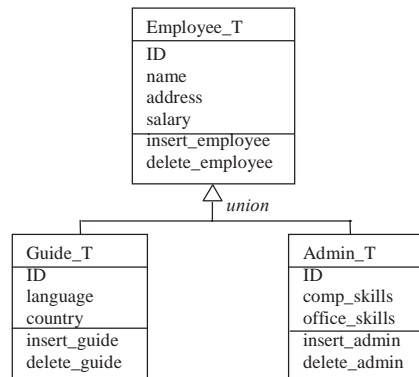 Employee_T
ID
name
address
salary
insert_employee
delete_employee
union
Guide_T
ID
language
country
insert_guide
delete_guide
Admin_T
ID
comp_skills
office_skills
insert_admin
delete_admin